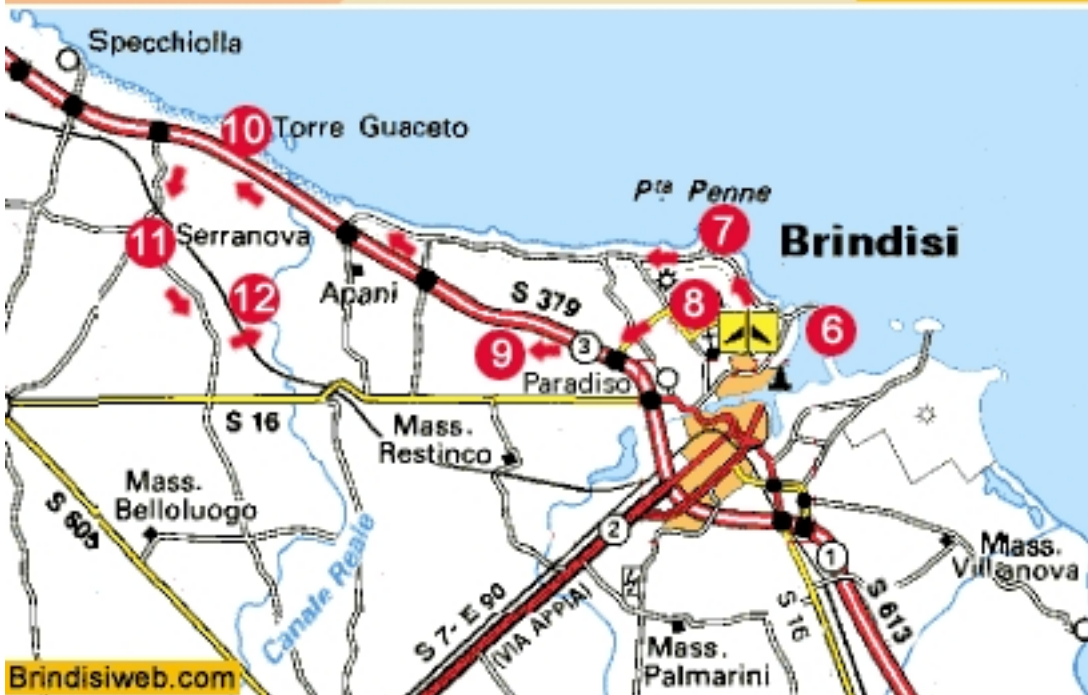 Specchiolla
10 Torre Guaceto
Pta Penne
7
Brindisi
11 Serranova
Apani
12
S 379
8
6
9
3
Paradiso
S 16
Mass.
Restinco
Mass.
Belloluogo
S 605
Canale Reale
2
1
S 7 - E 90
(VIA APPIA)
S 16
S 613
Mass.
Villanova
Mass.
Palmarini
Brindisiweb.com